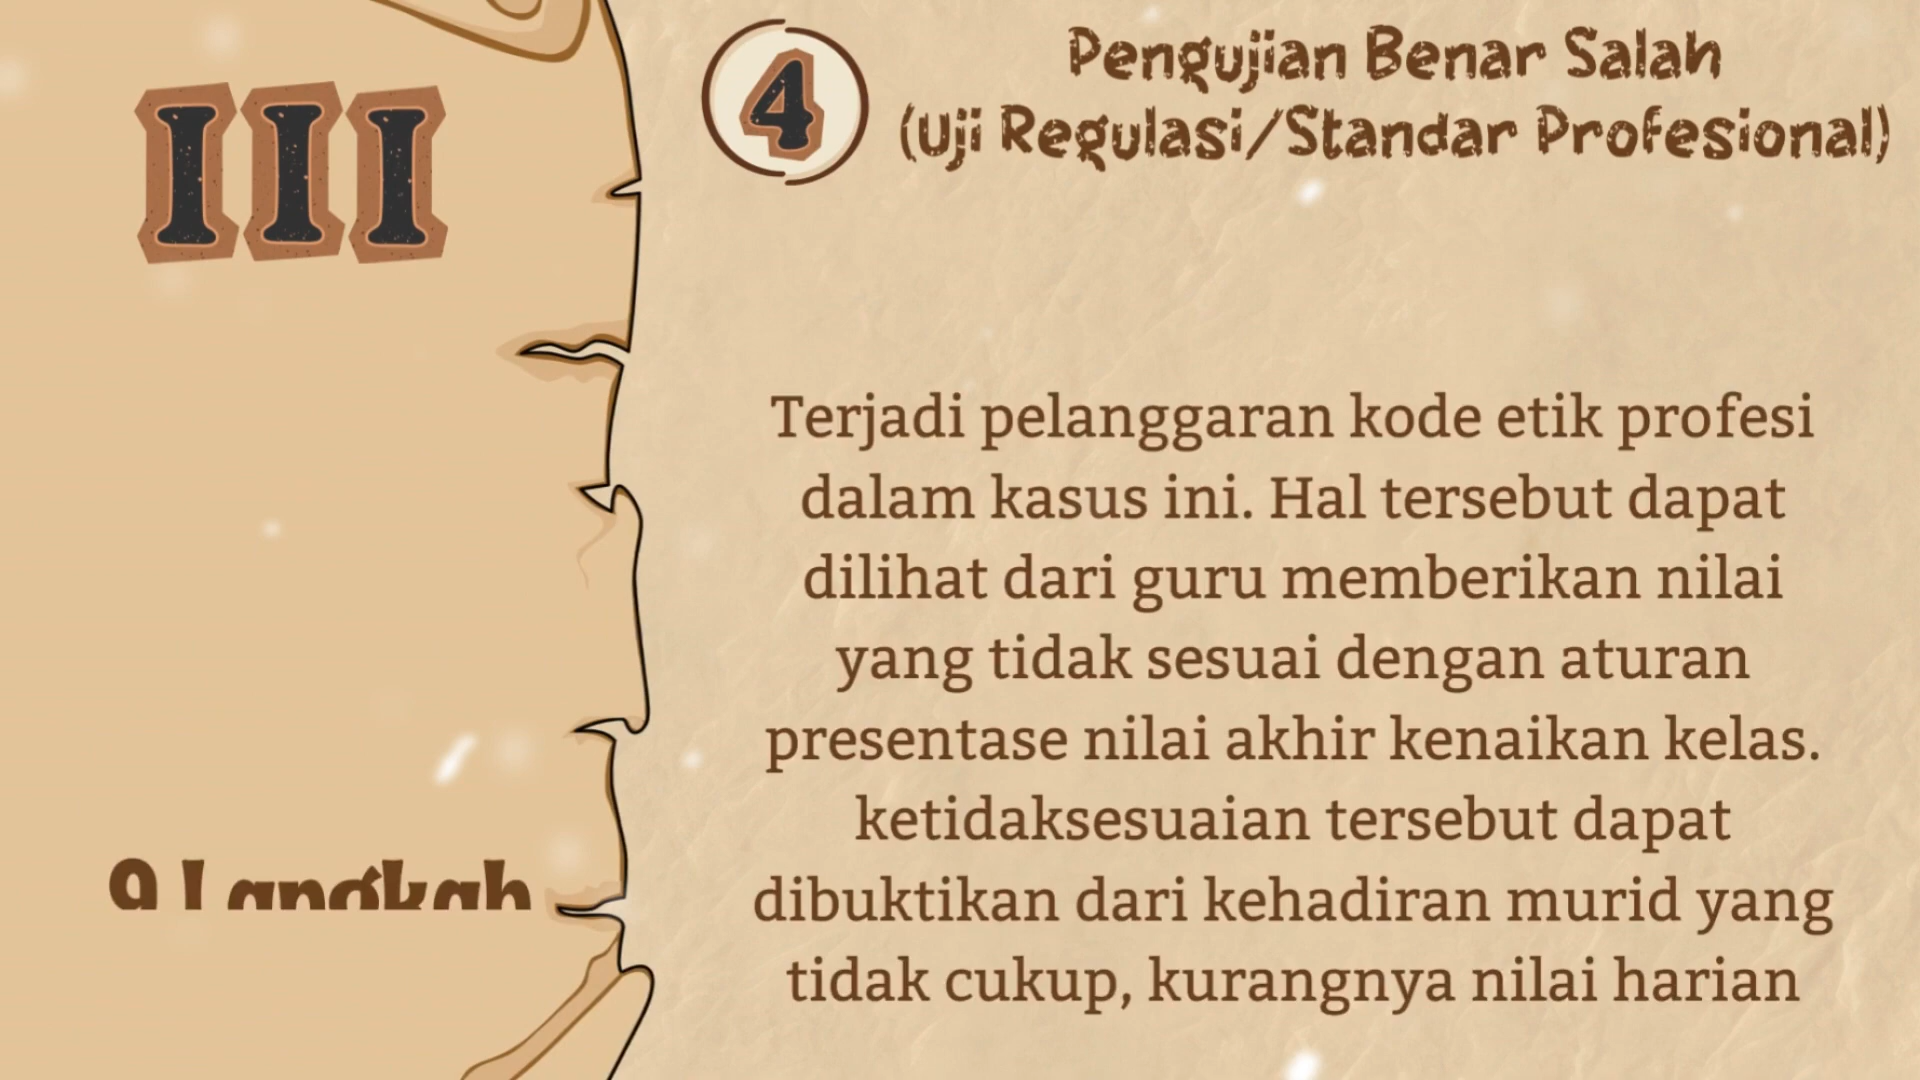 III
4
Pengujian Benar Salah
(Uji Regulasi/Standar Profesional)
Terjadi pelanggaran kode etik profesi
dalam kasus ini. Hal tersebut dapat
dilihat dari guru memberikan nilai
yang tidak sesuai dengan aturan
presentase nilai akhir kenaikan kelas.
ketidaksesuaian tersebut dapat
dibuktikan dari kehadiran murid yang
tidak cukup, kurangnya nilai harian
9 Langkah